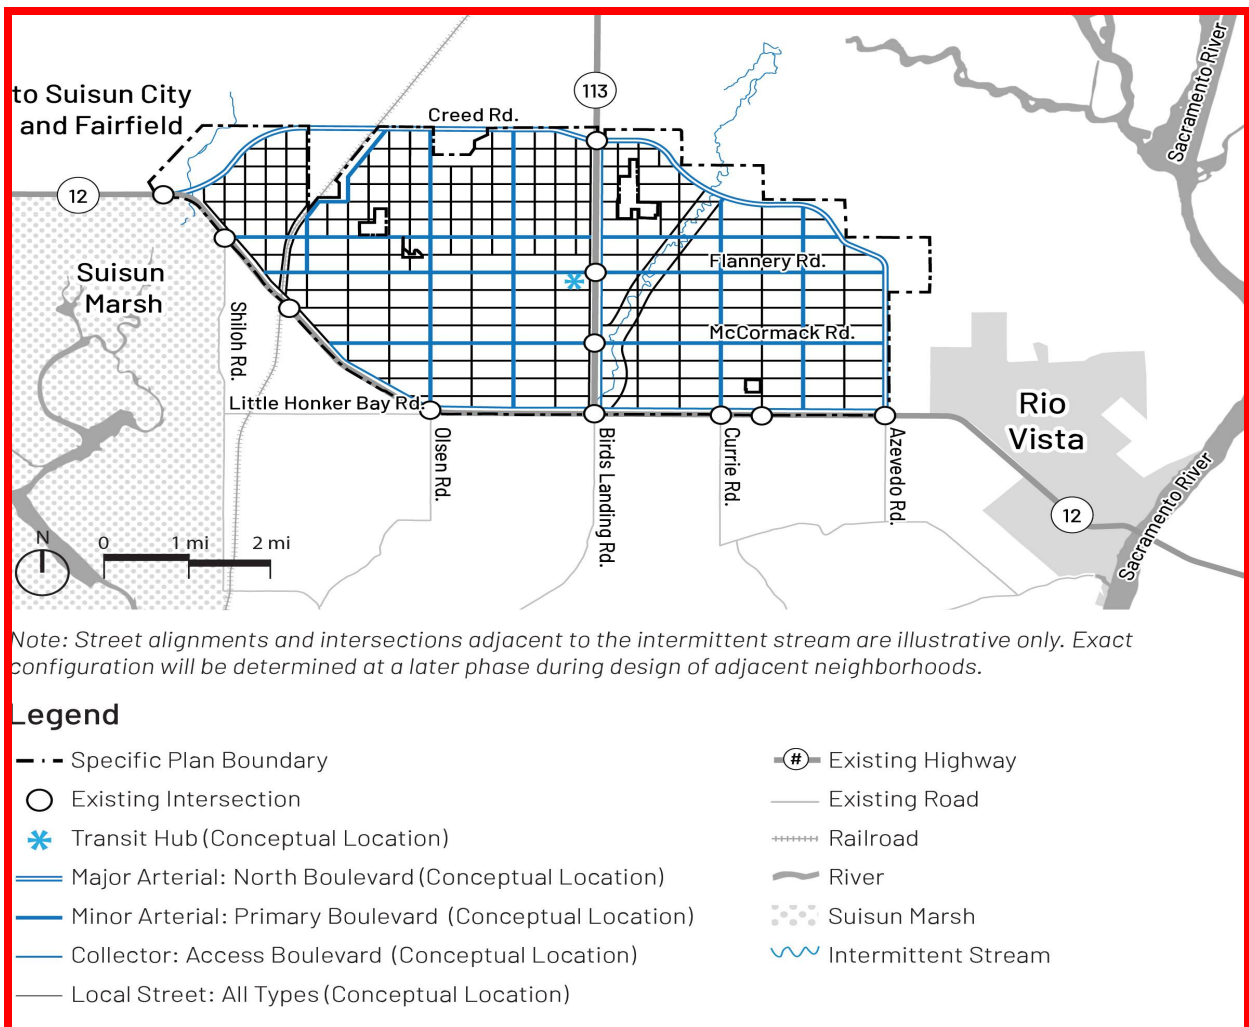 to Suisun City
and Fairfield
113
Creed Rd.
Sacramento River
12
Suisun
Marsh
Flannery Rd.
Shiloh Rd.
McCormack Rd.
Little Honker Bay Rd.
Rio
Vista
Olsen Rd.
Birds Landing Rd.
Currie Rd.
Azevedo Rd.
12
Sacramento River
N
0 1 mi 2 mi
Note: Street alignments and intersections adjacent to the intermittent stream are illustrative only. Exact
configuration will be determined at a later phase during design of adjacent neighborhoods.
Legend
Specific Plan Boundary
Existing Intersection
Transit Hub (Conceptual Location)
Major Arterial: North Boulevard (Conceptual Location)
Minor Arterial: Primary Boulevard (Conceptual Location)
Collector: Access Boulevard (Conceptual Location)
Local Street: All Types (Conceptual Location)
# Existing Highway
Existing Road
Railroad
River
Suisun Marsh
Intermittent Stream